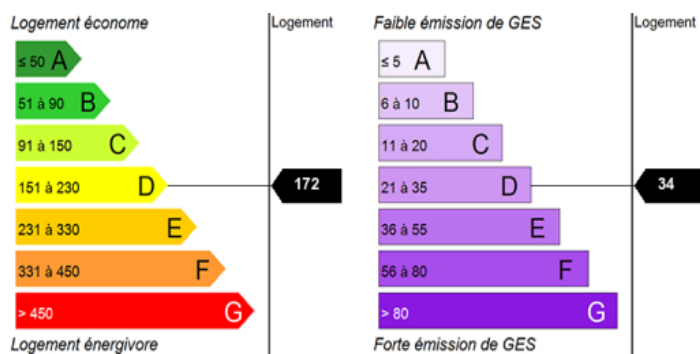 Logement économe
Logement
≤ 50 A
51 à 90 B
91 à 150 C
151 à 230 D
172
231 à 330 E
331 à 450 F
> 450 G
Logement énergivore
Faible émission de GES
Logement
≤ 5 A
6 à 10 B
11 à 20 C
21 à 35 D
34
36 à 55 E
56 à 80 F
> 80 G
Forte émission de GES